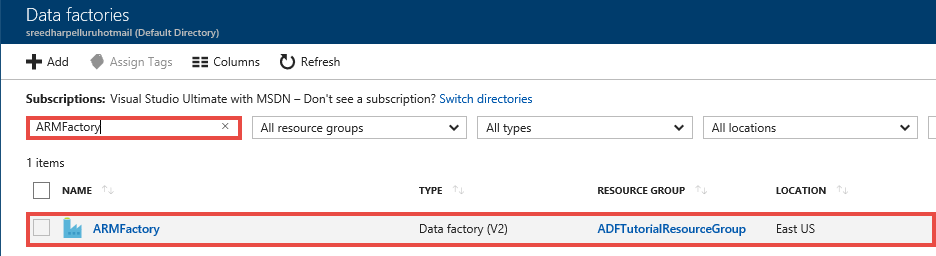 Data factories
sreedharpelluruhotmail (Default Directory)
Add Assign Tags Columns Refresh
Subscriptions: Visual Studio Ultimate with MSDN – Don't see a subscription? Switch directories
ARMFactory × All resource groups All types All locations
1 items
NAME TYPE RESOURCE GROUP LOCATION
ARMFactory Data factory (V2) ADFTutorialResourceGroup East US